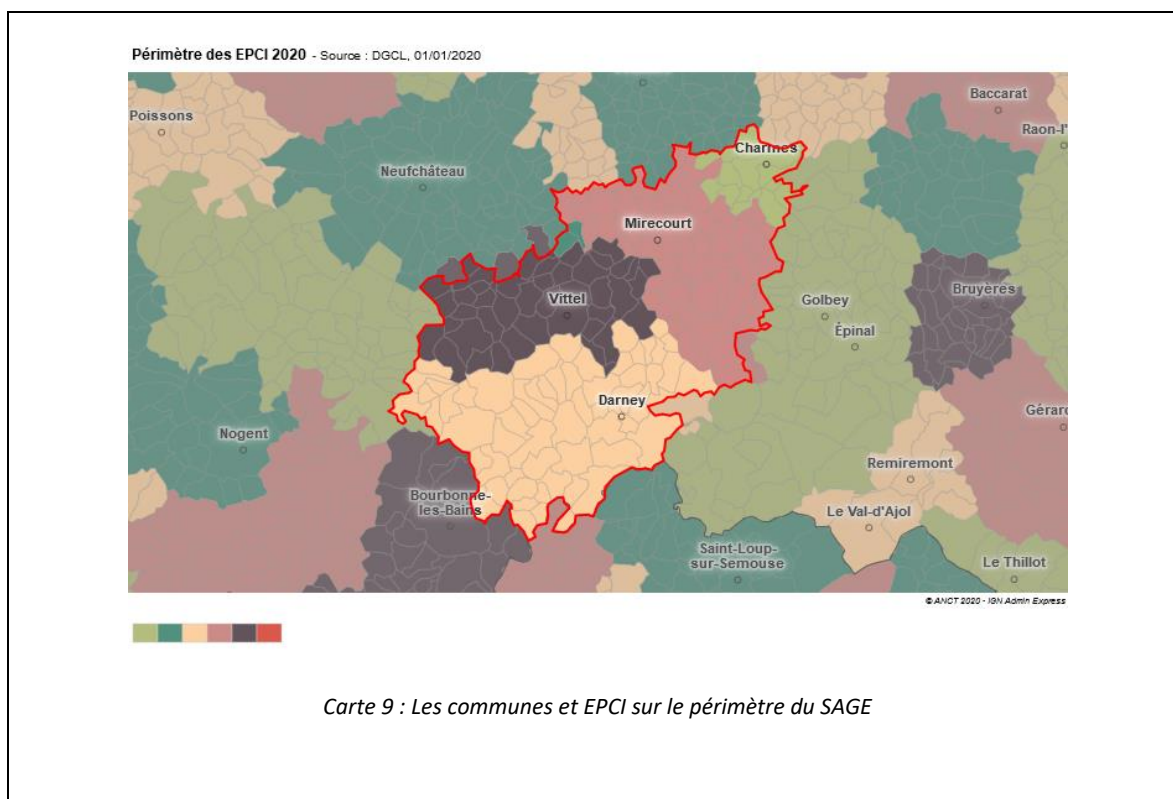 Périmètre des EPCI 2020 - Source : DGCL, 01/01/2020
Poissons
Baccarat
Raon-l'
Charmes
Neufchâteau
Mirecourt
Vittel
Golbey
Bruyères
Épinal
Darney
Gérar
Nogent
Remiremont
Bourbonne-
les-Bains
Le Val-d'Ajol
Saint-Loup-
sur-Semouse
Le Thillot
© ANCT 2020 - IGN Admin Express
Carte 9 : Les communes et EPCI sur le périmètre du SAGE